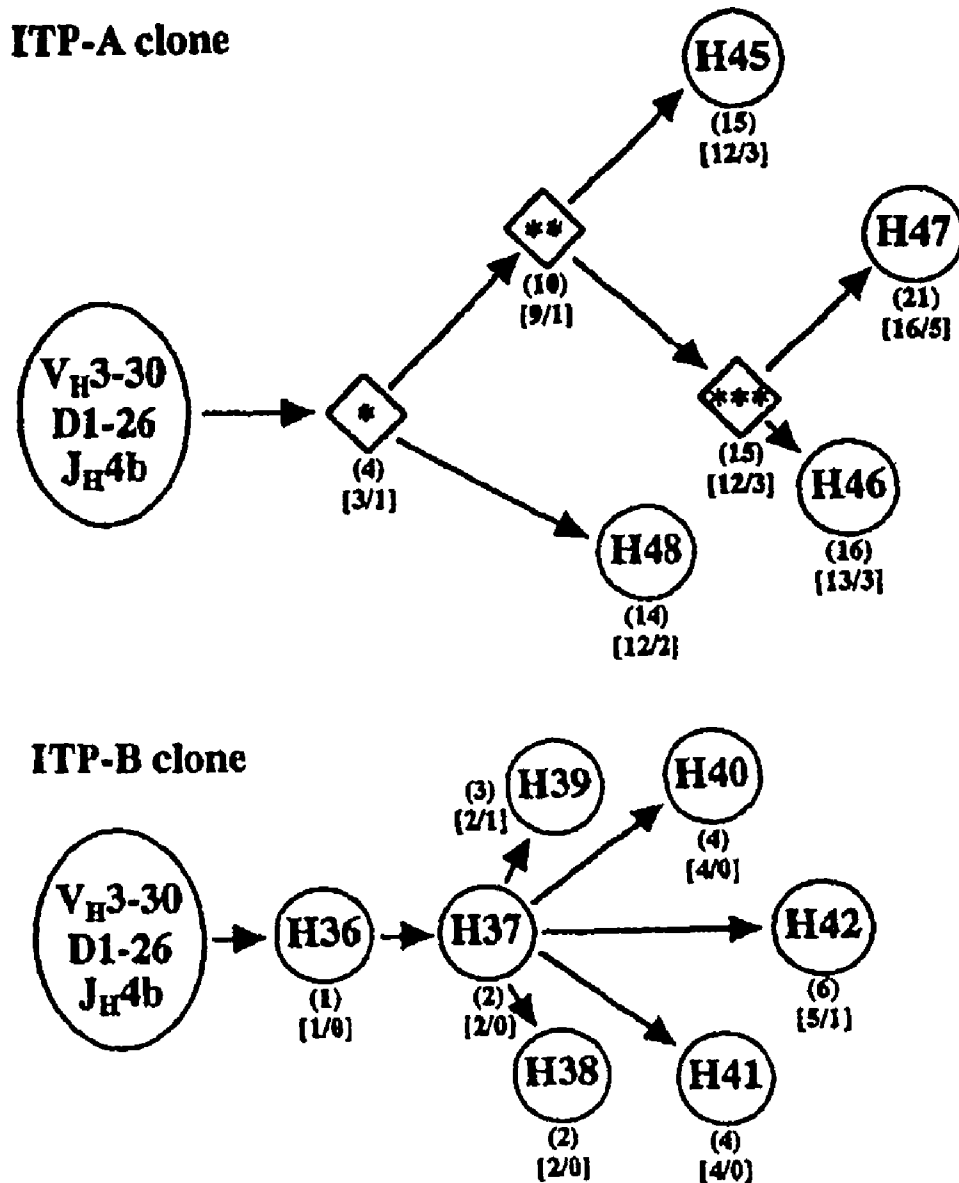 ITP-A clone
H45
(15)
[12/3]
**
(10)
[9/1]
H47
(21)
[16/5]
VH3-30
D1-26
JH4b
*
(4)
[3/1]
***
(15)
[12/3]
H46
(16)
[13/3]
H48
(14)
[12/2]
ITP-B clone
H39
(3)
[2/1]
H40
(4)
[4/0]
VH3-30
D1-26
JH4b
H36
(1)
[1/0]
H37
(2)
[2/0]
H42
(6)
[5/1]
H38
(2)
[2/0]
H41
(4)
[4/0]